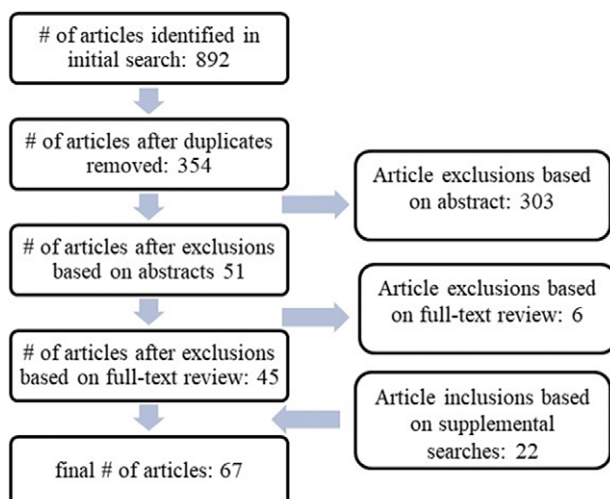 # of articles identified in
initial search: 892
# of articles after duplicates
removed: 354
Article exclusions based
on abstract: 303
# of articles after exclusions
based on abstracts 51
Article exclusions based
on full-text review: 6
# of articles after exclusions
based on full-text review: 45
Article inclusions based
on supplemental
searches: 22
final # of articles: 67